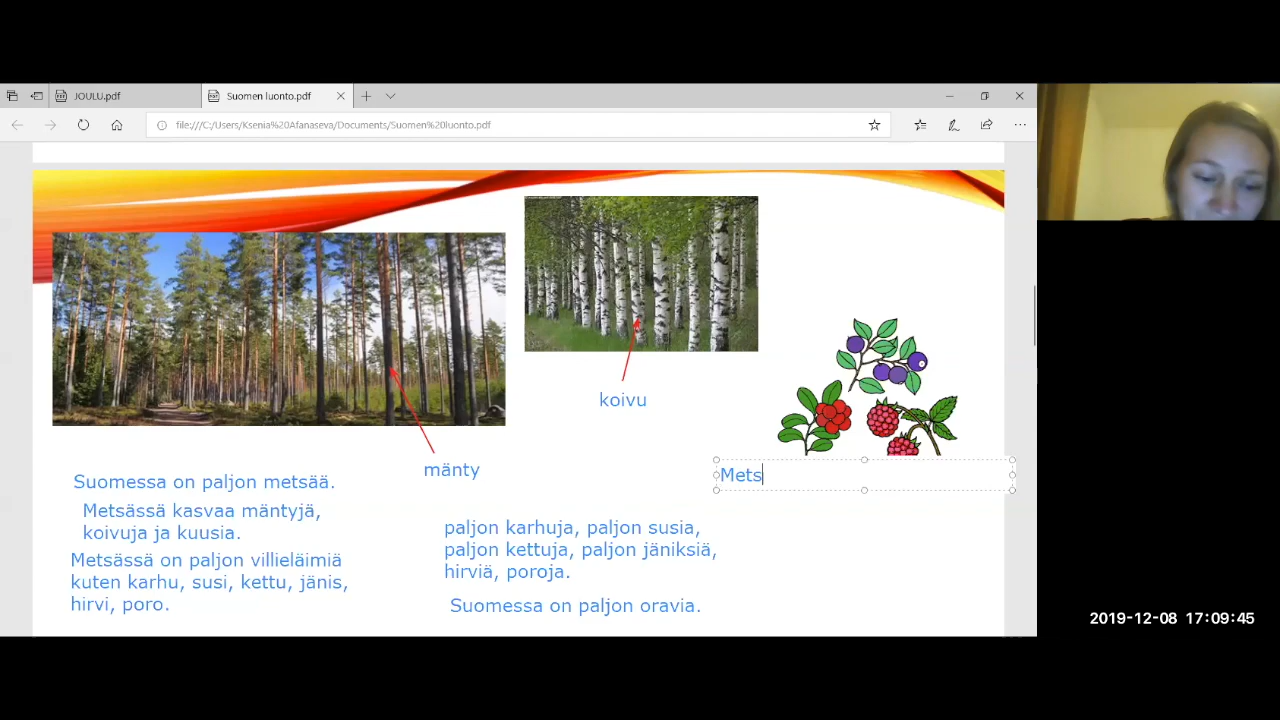 JOULU.pdf
Suomen luonto.pdf
file:///C:/Users/Ksenia%20Afanaseva/Documents/Suomen%20luonto.pdf
koivu
mänty
Mets
Suomessa on paljon metsää.
Metsässä kasvaa mäntyjä,
koivuja ja kuusia.
Metsässä on paljon villieläimiä
kuten karhu, susi, kettu, jänis,
hirvi, poro.
paljon karhuja, paljon susia,
paljon kettuja, paljon jäniksiä,
hirviä, poroja.
Suomessa on paljon oravia.
2019-12-08 17:09:45